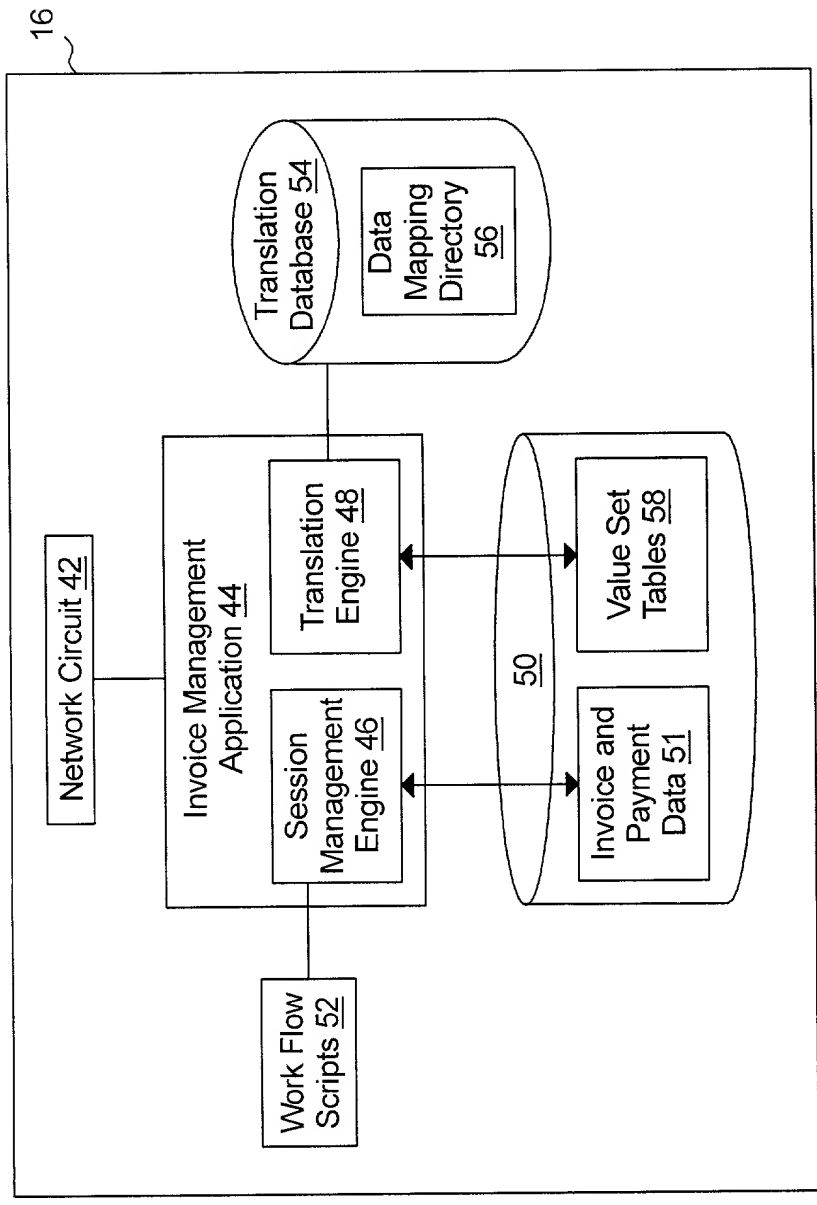 16
Network Circuit 42
Invoice Management
Application 44
Work Flow
Scripts 52
Session
Management
Engine 46
Translation
Engine 48
Translation
Database 54
Data
Mapping
Directory
56
50
Invoice and
Payment
Data 51
Value Set
Tables 58